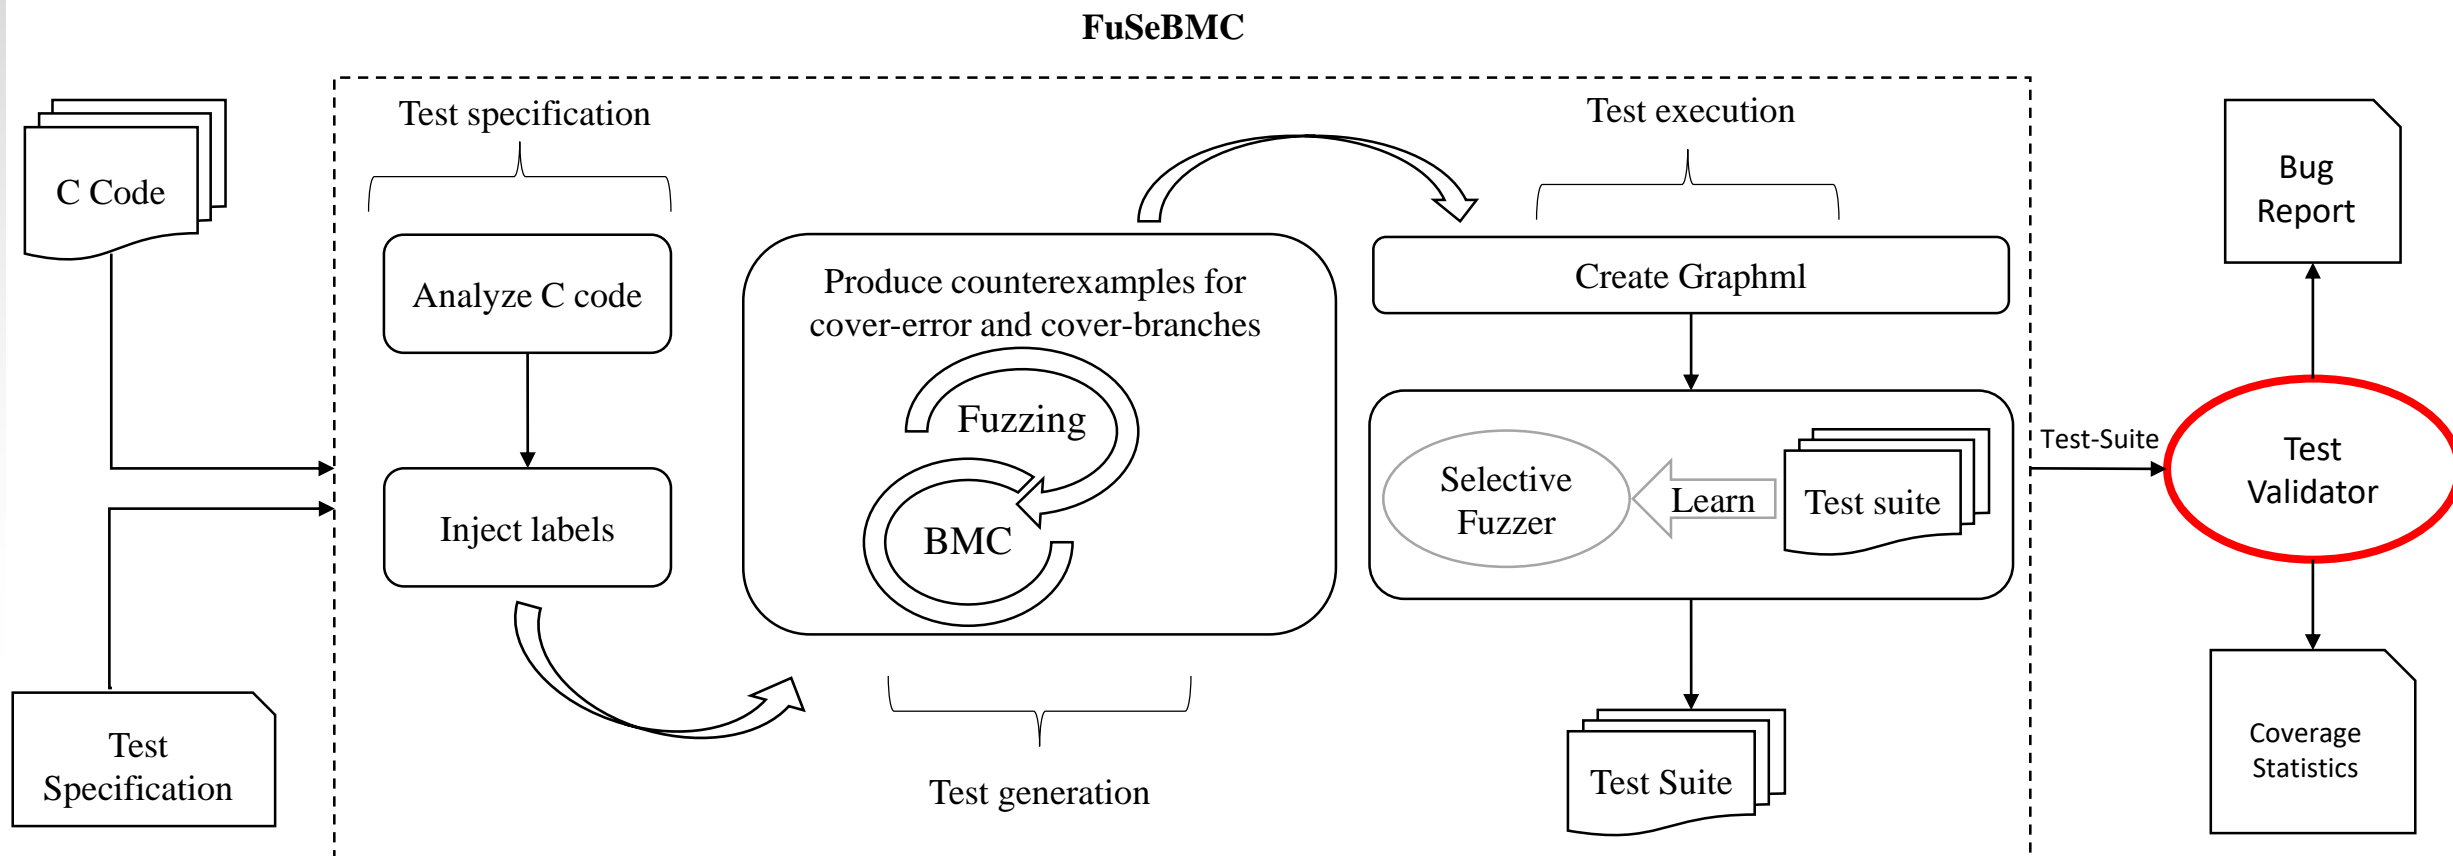 FuSeBMC
C Code
Test
Specification
Test specification
Analyze C code
Inject labels
Produce counterexamples for
cover-error and cover-branches
Fuzzing
BMC
Test generation
Test execution
Create Graphml
Selective
Fuzzer
Learn
Test suite
Test Suite
Test-Suite
Bug
Report
Test
Validator
Coverage
Statistics